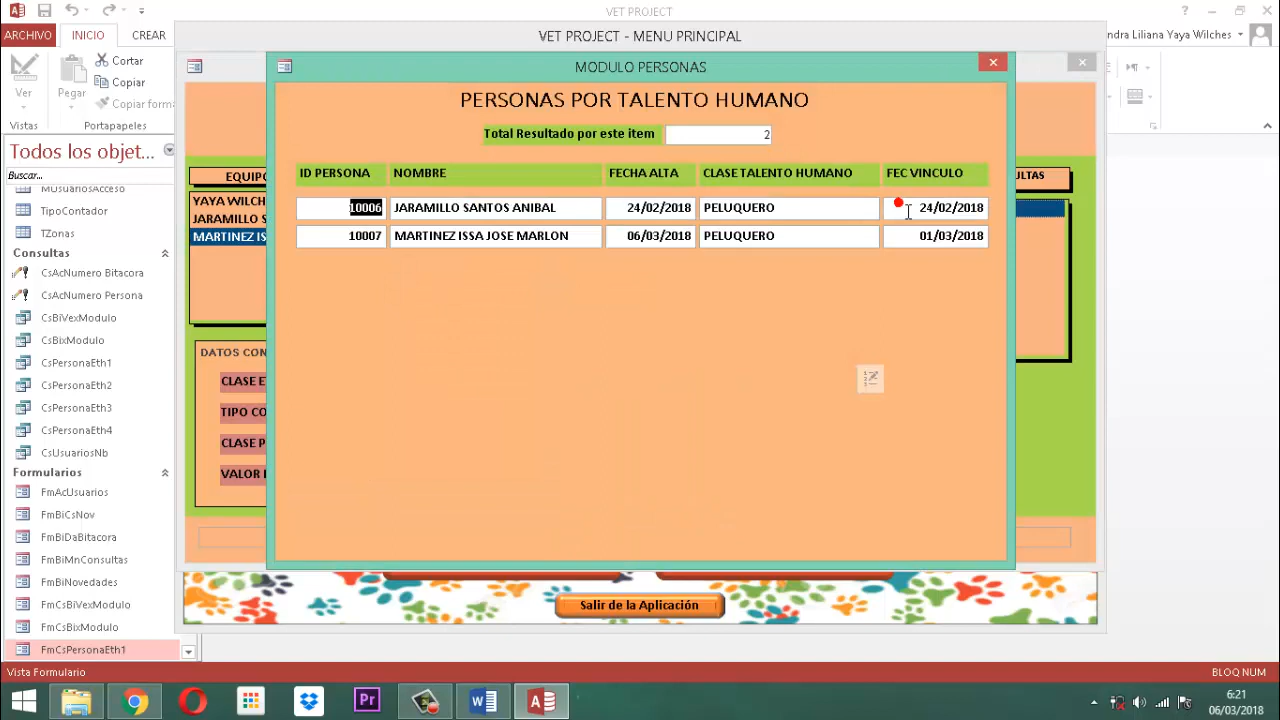 VET PROJECT
ARCHIVO INICIO CREAR
ndra Liliana Yaya Wilches
Cortar
Copiar
Copiar forma
Ver
Pegar
Vistas
Portapapeles
VET PROJECT - MENU PRINCIPAL
MODULO PERSONAS
PERSONAS POR TALENTO HUMANO
Total Resultado por este item 2
ID PERSONA NOMBRE FECHA ALTA CLASE TALENTO HUMANO FEC VINCULO
10006 JARAMILLO SANTOS ANIBAL 24/02/2018 PELUQUERO 24/02/2018
10007 MARTINEZ ISSA JOSE MARLON 06/03/2018 PELUQUERO 01/03/2018
Todos los objet...
Buscar...
MUsuariosAcceso
TipoContador
TZonas
Consultas
CsAcNumero Bitacora
CsAcNumero Persona
CsBiVexModulo
CsBixModulo
CsPersonaEth1
CsPersonaEth2
CsPersonaEth3
CsPersonaEth4
CsUsuariosNb
Formularios
FmAcUsuarios
FmBiCsNov
FmBiDaBitacora
FmBiMnConsultas
FmBiNovedades
FmCsBiVexModulo
FmCsBixModulo
FmCsPersonaEth1
EQUIPO
YAYA WILCH
JARAMILLO S
MARTINEZ IS
DATOS CON
CLASE E
TIPO CO
CLASE P
VALOR
ULTAS
Salir de la Aplicación
Vista Formulario
BLOQ NUM
6:21
06/03/2018